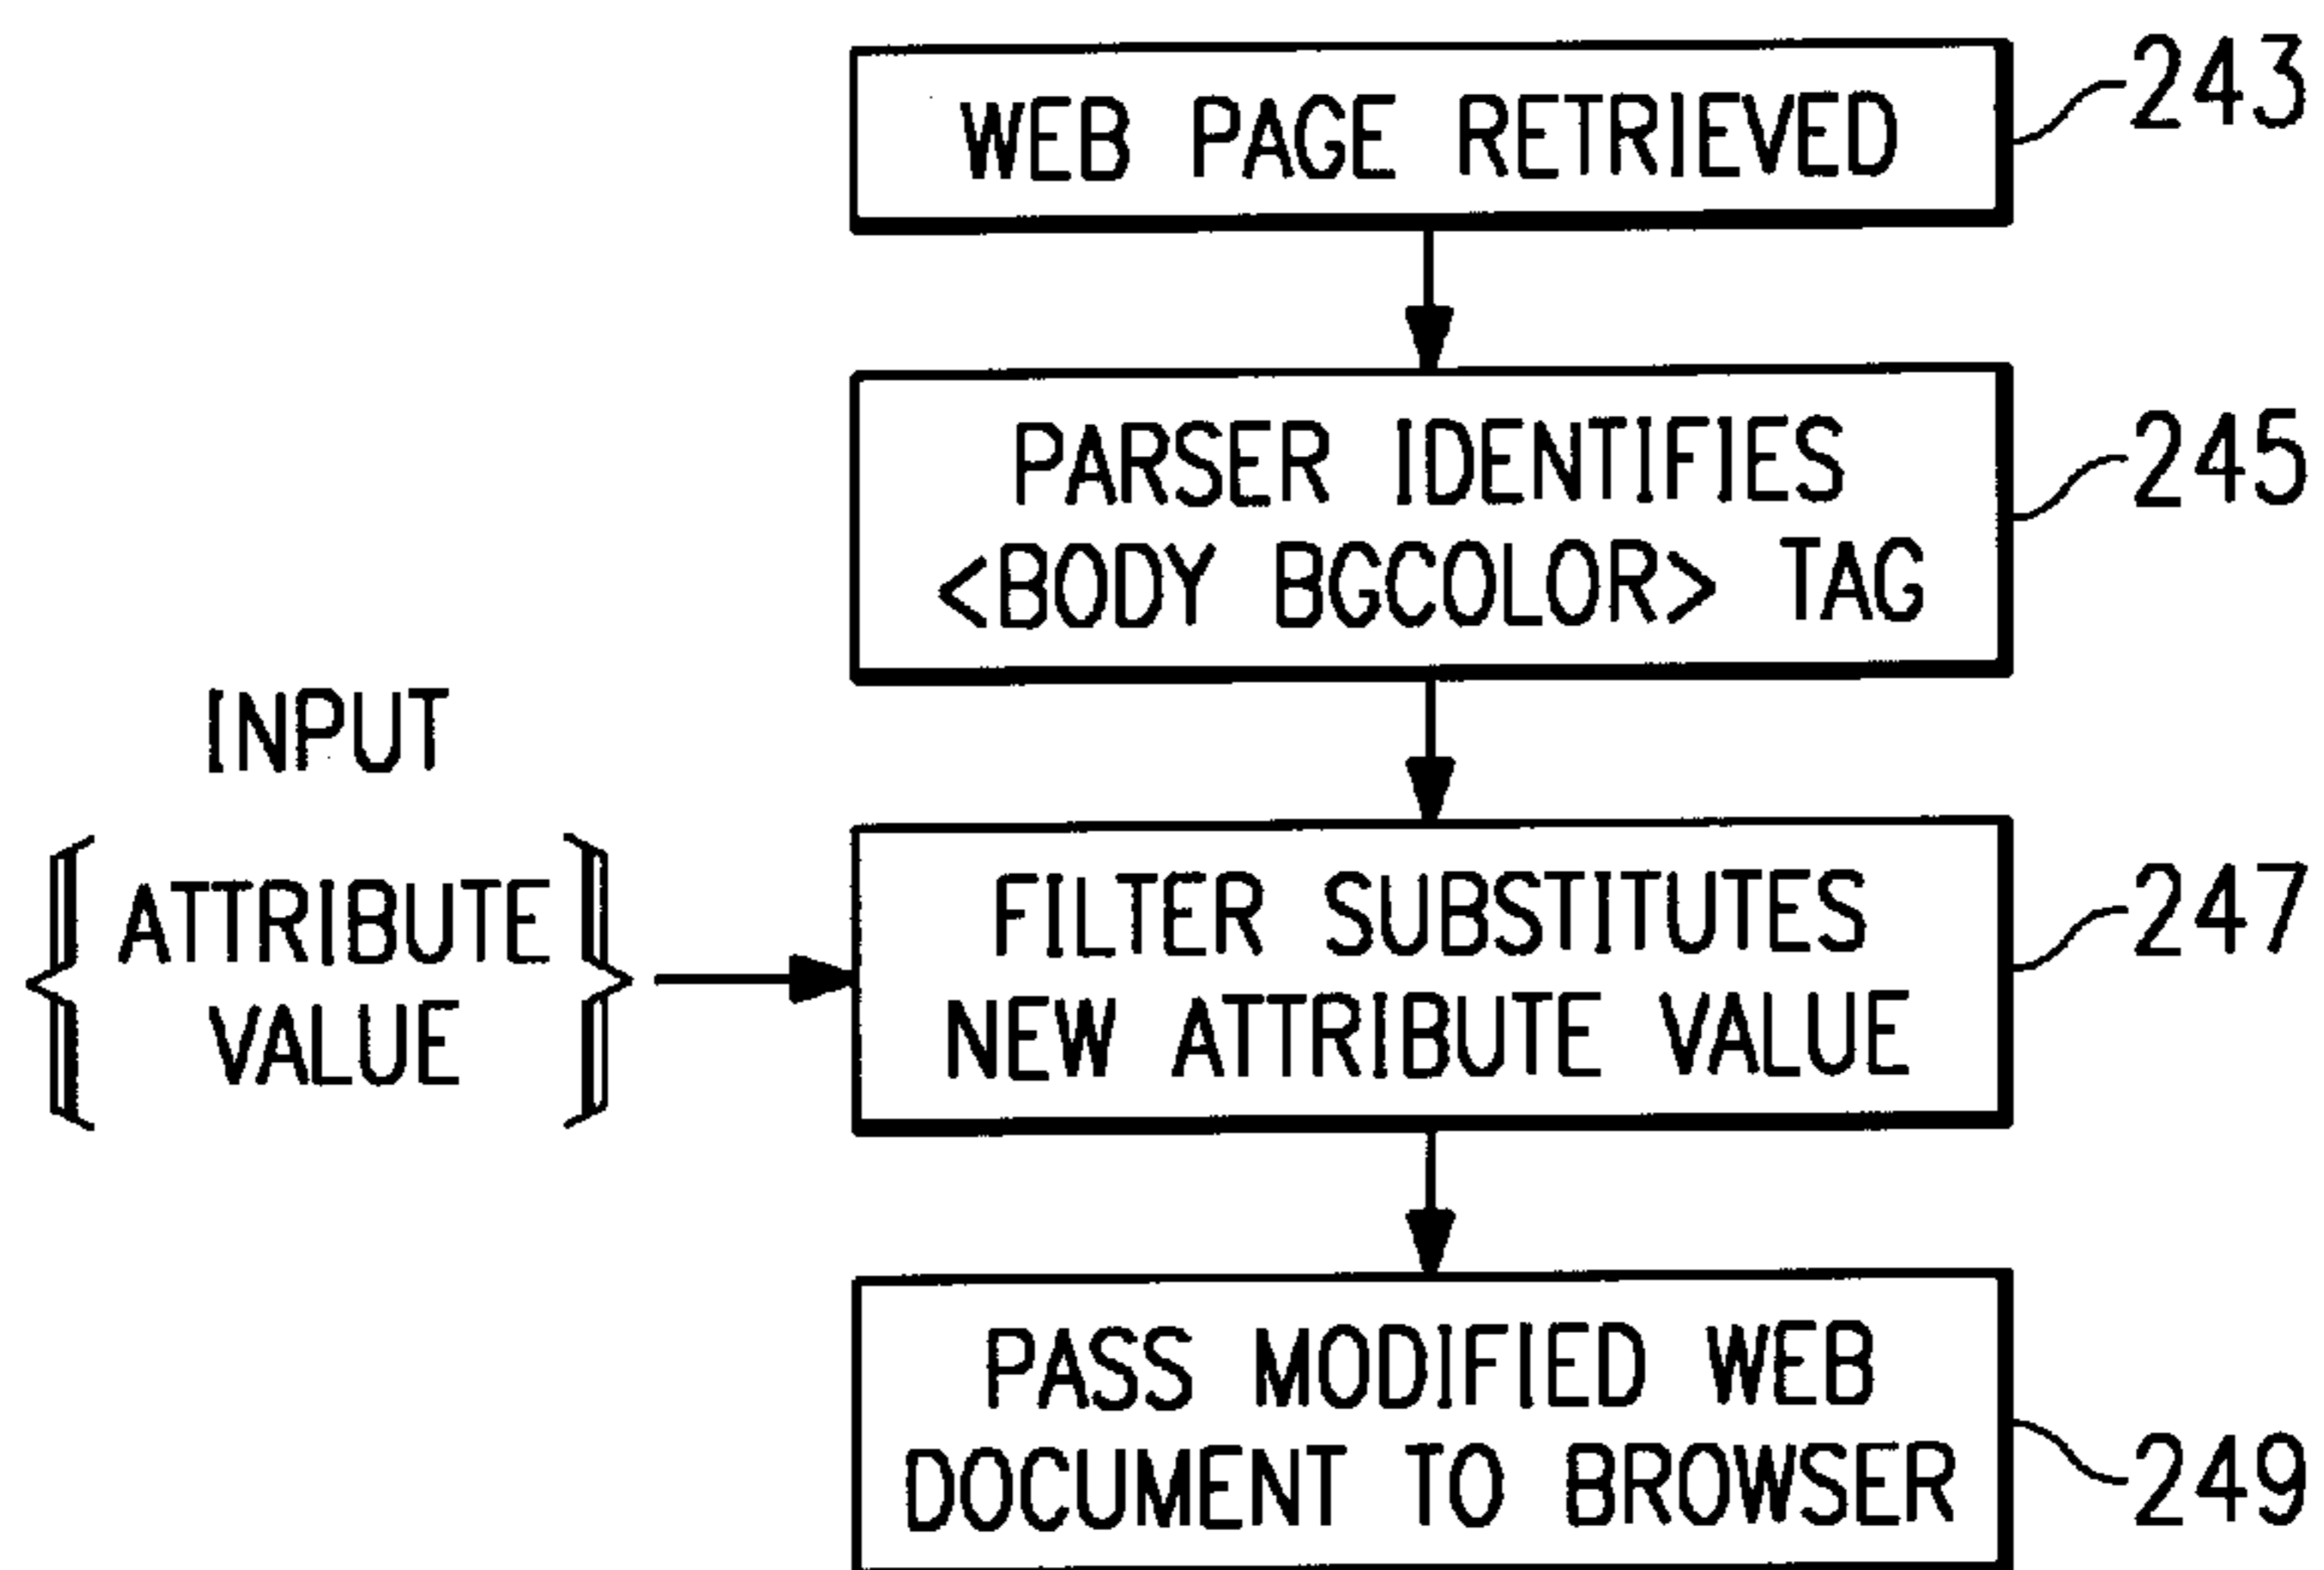 WEB PAGE RETRIEVED
243
PARSER IDENTIFIES
<BODY BGCOLOR> TAG
245
INPUT
ATTRIBUTE
VALUE
FILTER SUBSTITUTES
NEW ATTRIBUTE VALUE
247
PASS MODIFIED WEB
DOCUMENT TO BROWSER
249